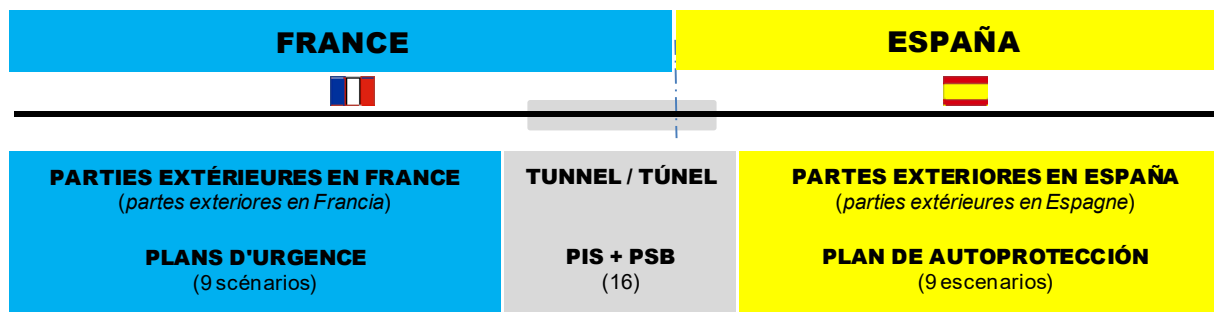 FRANCE
ESPAÑA
PARTIES EXTÉRIEURES EN FRANCE
(partes exteriores en Francia)
PLANS D'URGENCE
(9 scénarios)
TUNNEL / TÚNEL
PIS + PSB
(16)
PARTES EXTERIORES EN ESPAÑA
(parties extérieures en Espagne)
PLAN DE AUTOPROTECCIÓN
(9 escenarios)